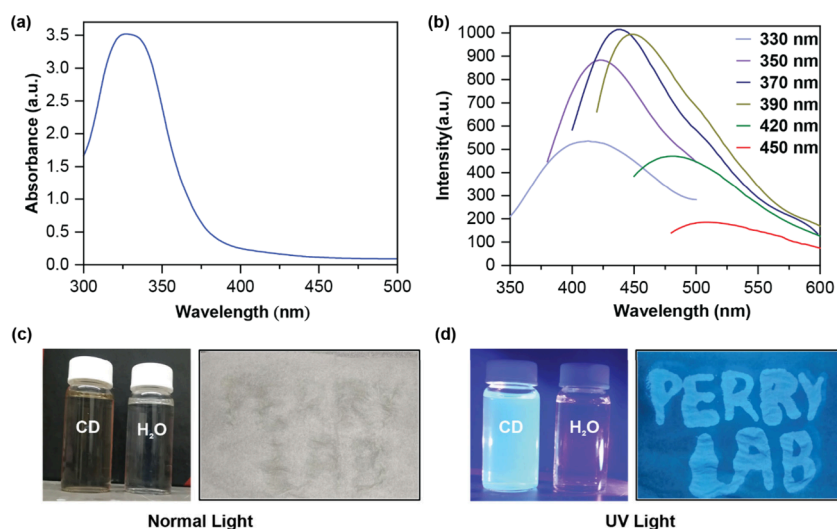 (a)
Absorbance (a.u.)
3.5
3.0
2.5
2.0
1.5
1.0
0.5
0.0
300
350
400
450
500
Wavelength (nm)
(b)
Intensity(a.u.)
1000
900
800
700
600
500
400
300
200
100
0
350
400
450
500
550
600
Wavelength (nm)
330 nm
350 nm
370 nm
390 nm
420 nm
450 nm
(c)
CD
H₂O
Normal Light
(d)
CD
H₂O
PERRY
LAB
UV Light